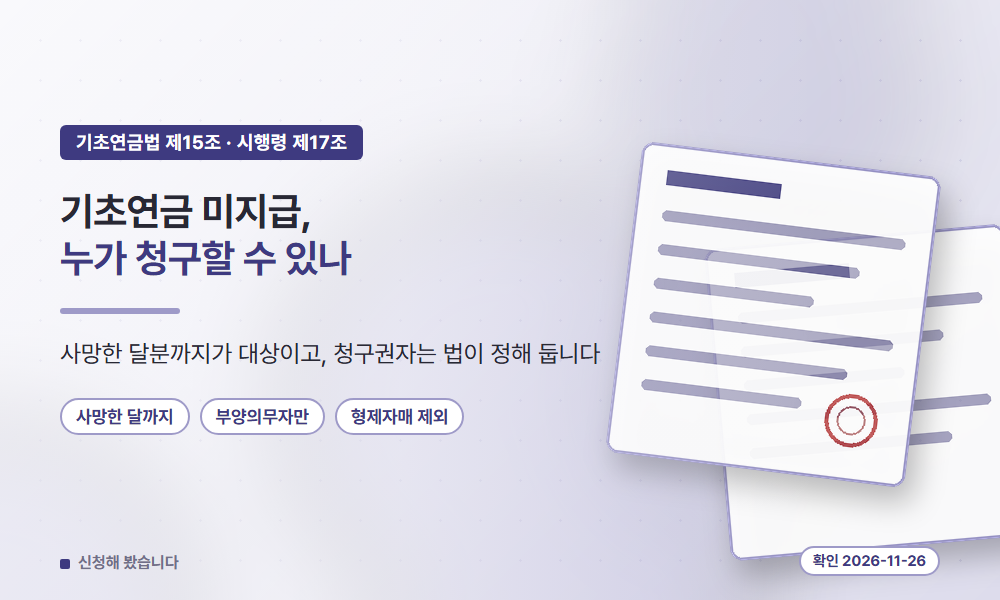 기초연금법 제15조 · 시행령 제17조
기초연금 미지급,
누가 청구할 수 있나
사망한 달분까지가 대상이고, 청구권자는 법이 정해 둡니다
사망한 달까지
부양의무자만
형제자매 제외
신청해 봤습니다
확인 2026-11-26